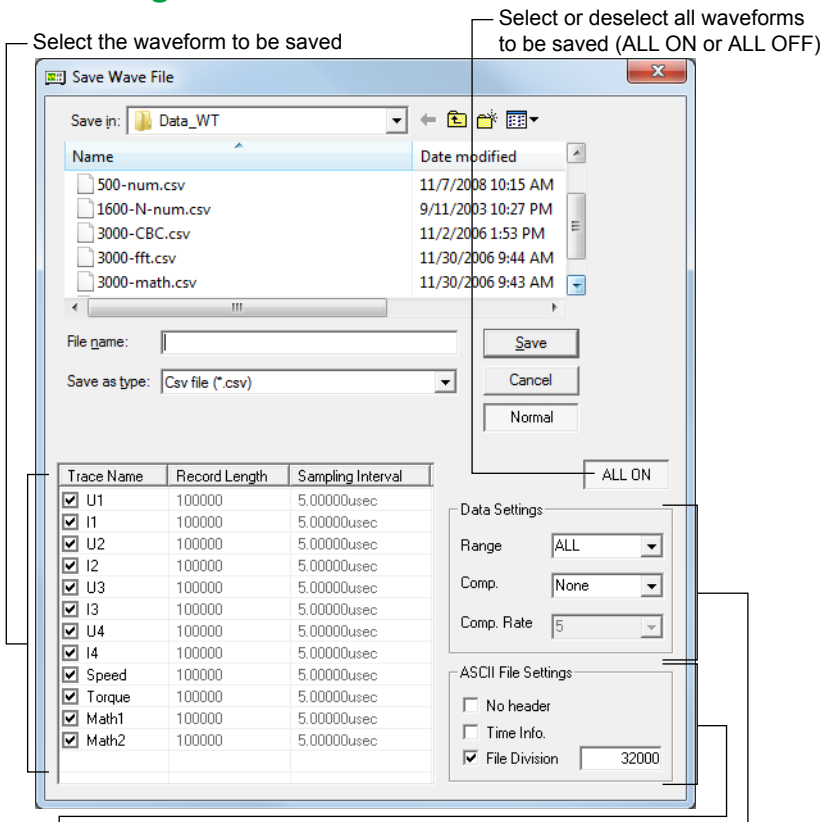 Select or deselect all waveforms
Select the waveform to be saved
to be saved (ALL ON or ALL OFF)
Save Wave File
Save in: Data_WT
Name Date modified
500-num.csv 11/7/2008 10:15 AM
1600-N-num.csv 9/11/2003 10:27 PM
3000-CBC.csv 11/2/2006 1:53 PM
3000-fft.csv 11/30/2006 9:44 AM
3000-math.csv 11/30/2006 9:43 AM
File name: Save
Save as type: Csv file (*.csv) Cancel
Normal
ALL ON
Trace Name Record Length Sampling Interval
U1 100000 5.00000usec
I1 100000 5.00000usec
U2 100000 5.00000usec
I2 100000 5.00000usec
U3 100000 5.00000usec
I3 100000 5.00000usec
U4 100000 5.00000usec
I4 100000 5.00000usec
Speed 100000 5.00000usec
Torque 100000 5.00000usec
Math1 100000 5.00000usec
Math2 100000 5.00000usec
Data Settings
Range ALL
Comp. None
Comp. Rate 5
ASCII File Settings
No header
Time Info.
File Division 32000